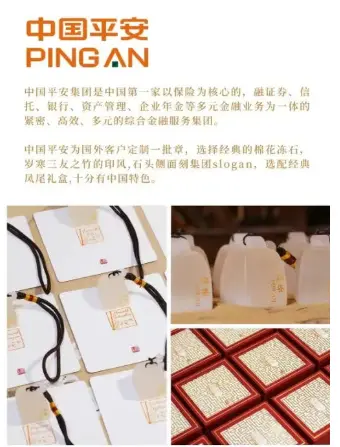 中国平安
PINGAN
中国平安集团是中国第一家以保险为核心的，融证券、信
托、银行、资产管理、企业年金等多元金融业务为一体的
紧密、高效、多元的综合金融服务集团。
中国平安为国外客户定制一批章，选择经典的棉花冻石，
岁寒三友之竹的印风,石头侧面刻集团slogan，选配经典
凤尾礼盒,十分有中国特色。